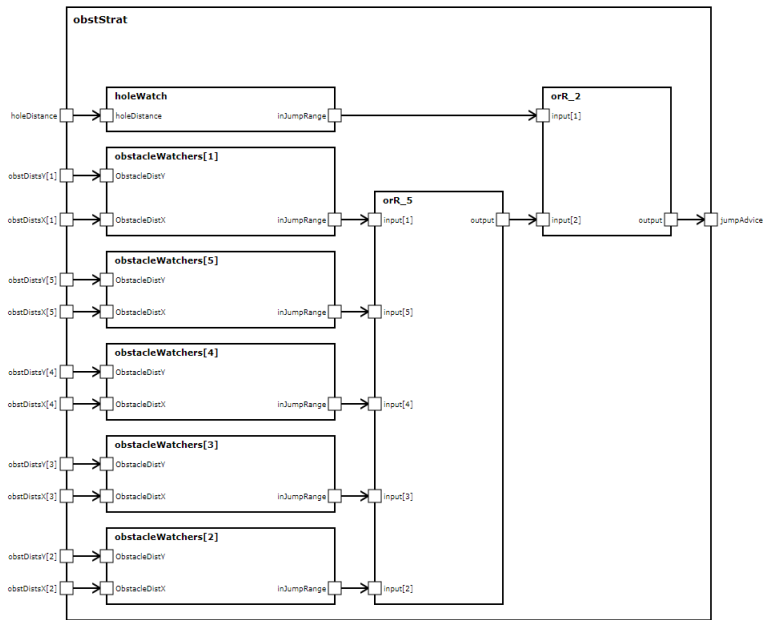 obstStrat
holeWatch
orR_2
holeDistance
holeDistance
inJumpRange
input[1]
obstacleWatchers[1]
obstDistsY[1]
ObstacleDistY
orR_5
obstDistsX[1]
ObstacleDistX
inJumpRange
input[1]
output
input[2]
output
jumpAdvice
obstacleWatchers[5]
obstDistsY[5]
ObstacleDistY
obstDistsX[5]
ObstacleDistX
inJumpRange
input[5]
obstacleWatchers[4]
obstDistsY[4]
ObstacleDistY
obstDistsX[4]
ObstacleDistX
inJumpRange
input[4]
obstacleWatchers[3]
obstDistsY[3]
ObstacleDistY
obstDistsX[3]
ObstacleDistX
inJumpRange
input[3]
obstacleWatchers[2]
obstDistsY[2]
ObstacleDistY
obstDistsX[2]
ObstacleDistX
inJumpRange
input[2]